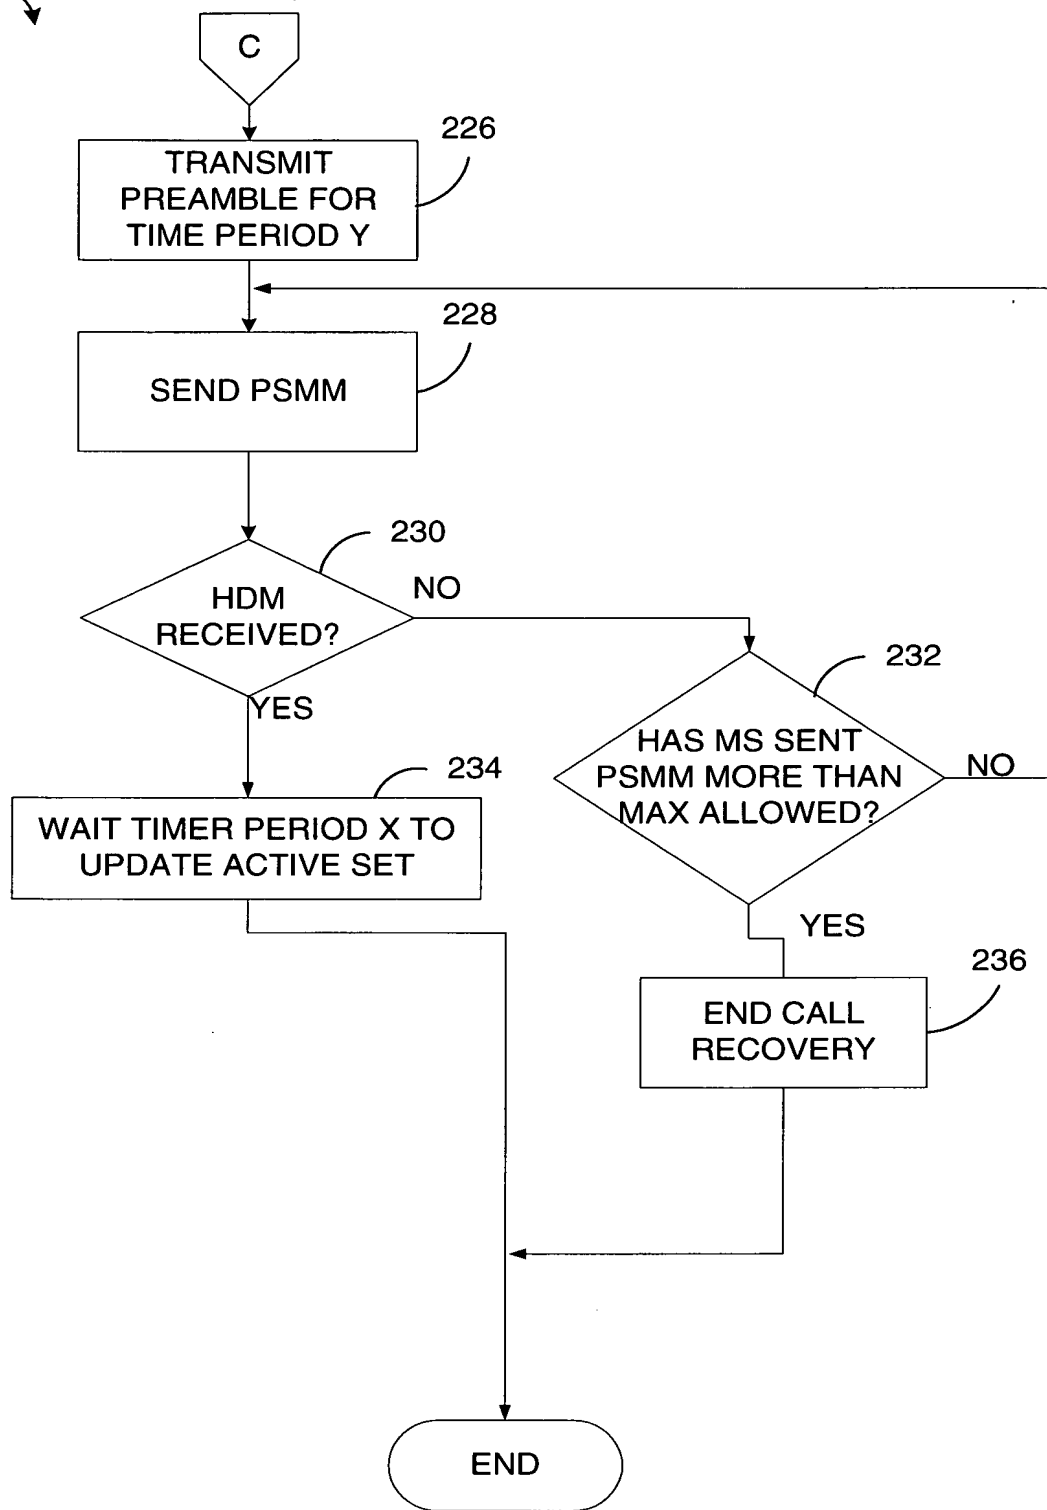 C
226
TRANSMIT
PREAMBLE FOR
TIME PERIOD Y
228
SEND PSMM
230
HDM
RECEIVED?
NO
YES
232
HAS MS SENT
PSMM MORE THAN
MAX ALLOWED?
NO
YES
234
WAIT TIMER PERIOD X TO
UPDATE ACTIVE SET
236
END CALL
RECOVERY
END